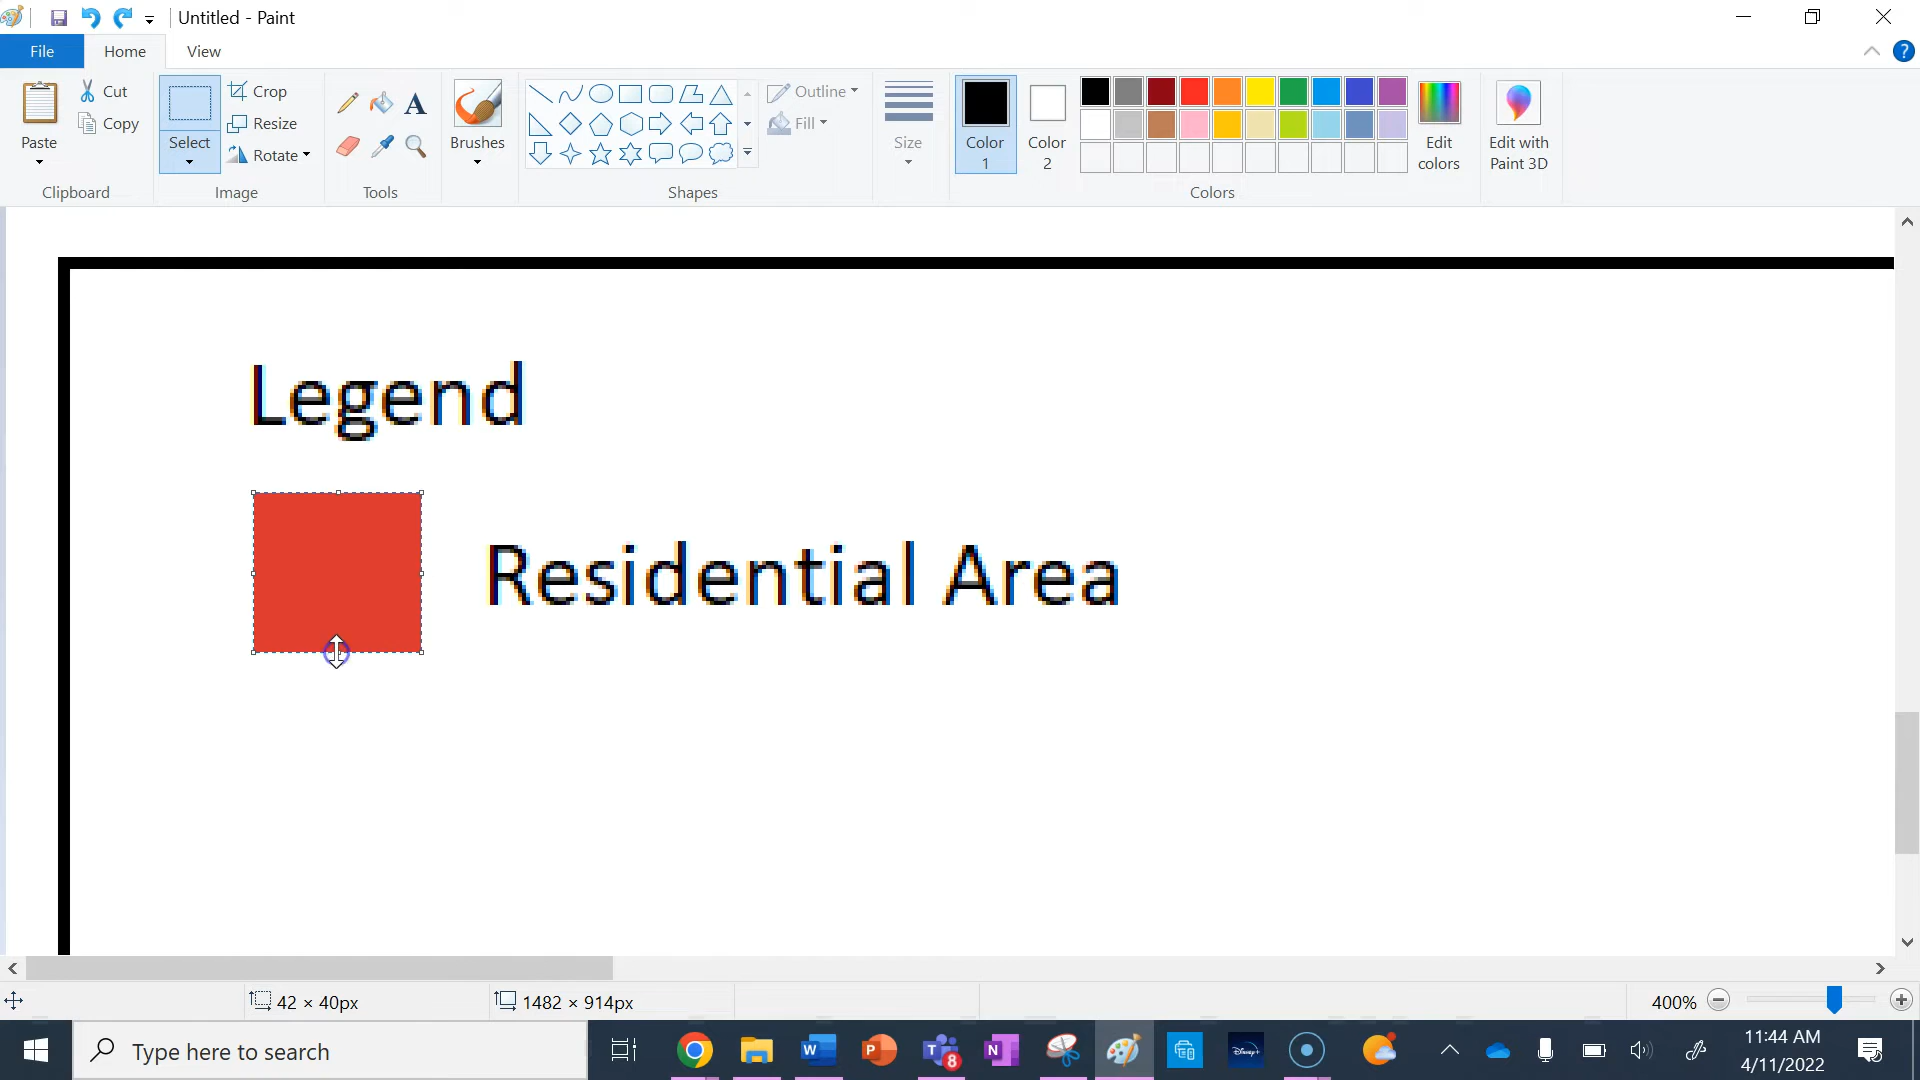 Untitled - Paint
File Home View
Paste
Cut
Copy
Clipboard
Select
Crop
Resize
Rotate
Image
Tools
Brushes
Shapes
Outline
Fill
Size
Color 1
Color 2
Colors
Edit colors
Edit with Paint 3D
Legend
Residential Area
42 × 40px
1482 × 914px
400%
Type here to search
8
Disney+
11:44 AM
4/11/2022